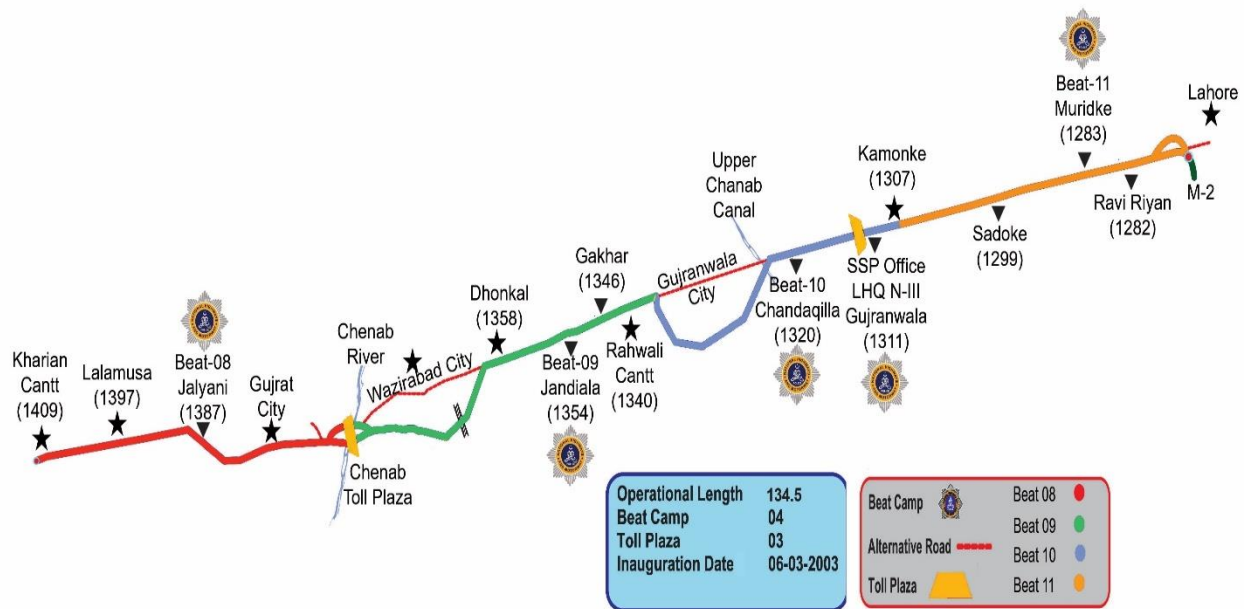 Beat-11
Muridke
(1283)
Lahore
M-2
Ravi Riyan
(1282)
Sadoke
(1299)
Kamonke
(1307)
SSP Office
LHQ N-III
Gujranwala
(1311)
Upper
Chanab
Canal
Beat-10
Chandaqilla
(1320)
Gujranwala
City
Gakhar
(1346)
Rahwali
Cantt
(1340)
Beat-09
Jandiala
(1354)
Dhonkal
(1358)
Wazirabad City
Chenab
River
Chenab
Toll Plaza
Gujrat
City
Beat-08
Jalyani
(1387)
Lalamusa
(1397)
Kharian
Cantt
(1409)
Operational Length 134.5
Beat Camp 04
Toll Plaza 03
Inauguration Date 06-03-2003
Beat Camp
Alternative Road
Toll Plaza
Beat 08
Beat 09
Beat 10
Beat 11